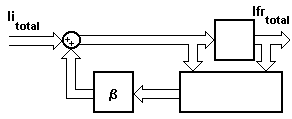 Ii total
Ifr total
++
β